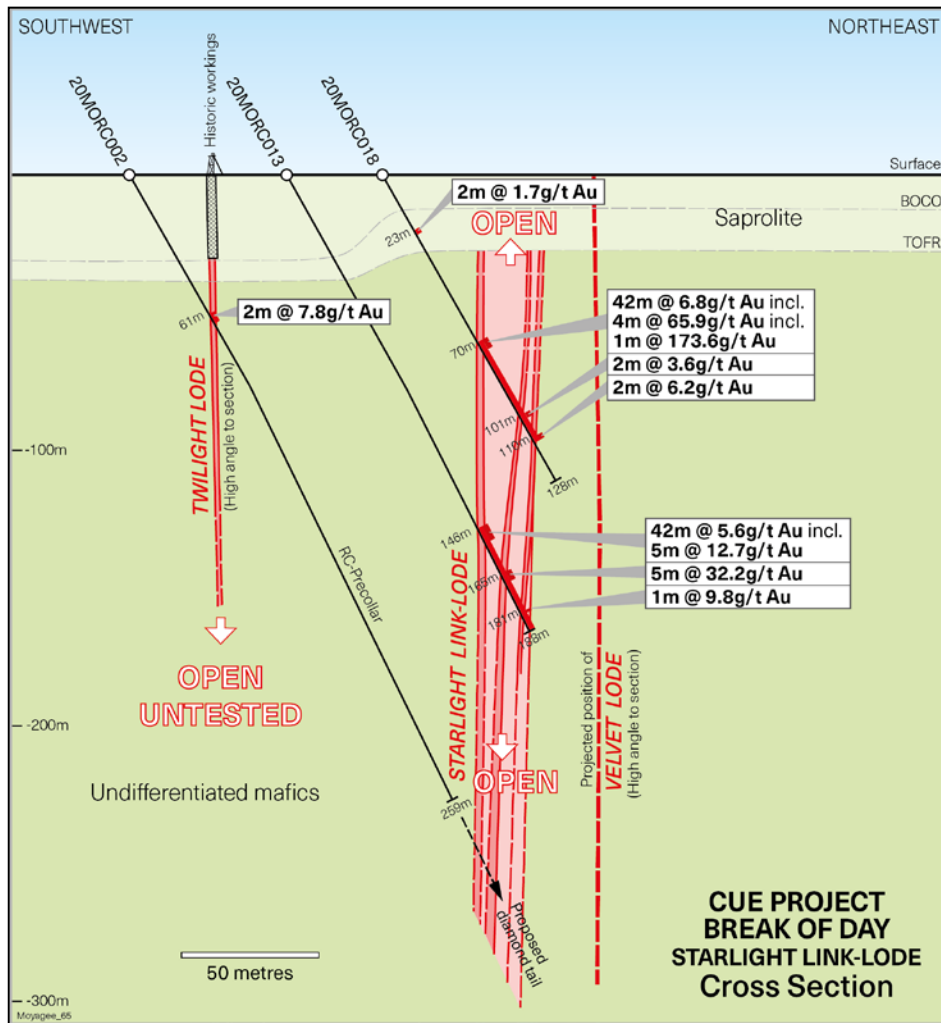 SOUTHWEST
NORTHEAST
20MORC002
Historic workings
20MORC013
20MORC018
Surface
BOCO
TOFR
Saprolite
2m @ 1.7g/t Au
23m
OPEN
61m
2m @ 7.8g/t Au
42m @ 6.8g/t Au incl.
4m @ 65.9g/t Au incl.
1m @ 173.6g/t Au
2m @ 3.6g/t Au
2m @ 6.2g/t Au
70m
101m
110m
128m
TWILIGHT LODE
(High angle to section)
-100m
146m
165m
181m
188m
42m @ 5.6g/t Au incl.
5m @ 12.7g/t Au
5m @ 32.2g/t Au
1m @ 9.8g/t Au
RC-Precollar
STARLIGHT LINK-LODE
Projected position of
VELVET LODE
(High angle to section)
OPEN
UNTESTED
-200m
OPEN
Undifferentiated mafics
259m
Proposed
diamond tail
50 metres
CUE PROJECT
BREAK OF DAY
STARLIGHT LINK-LODE
Cross Section
-300m
Moyagee_65